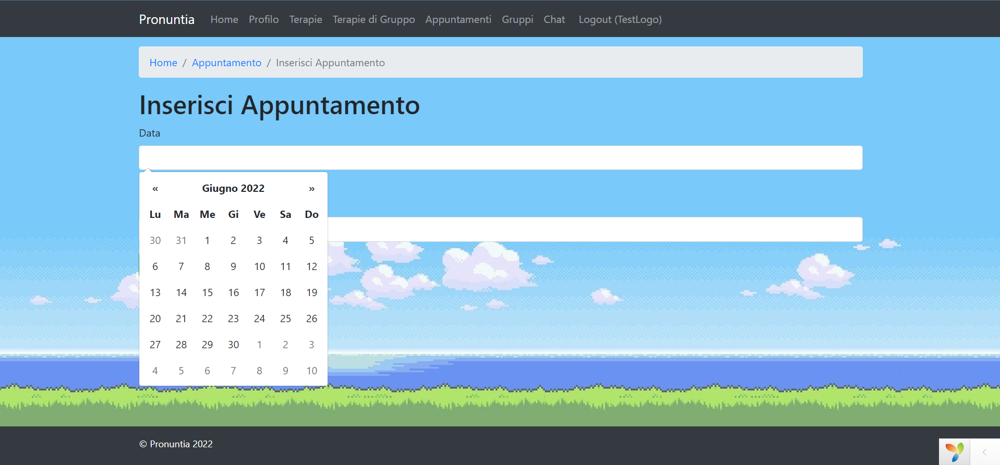 Pronuntia Home Profilo Terapie Terapie di Gruppo Appuntamenti Gruppi Chat Logout (TestLogo)
Home / Appuntamento / Inserisci Appuntamento
Inserisci Appuntamento
Data
« Giugno 2022 »
Lu Ma Me Gi Ve Sa Do
30 31 1 2 3 4 5
6 7 8 9 10 11 12
13 14 15 16 17 18 19
20 21 22 23 24 25 26
27 28 29 30 1 2 3
4 5 6 7 8 9 10
© Pronuntia 2022